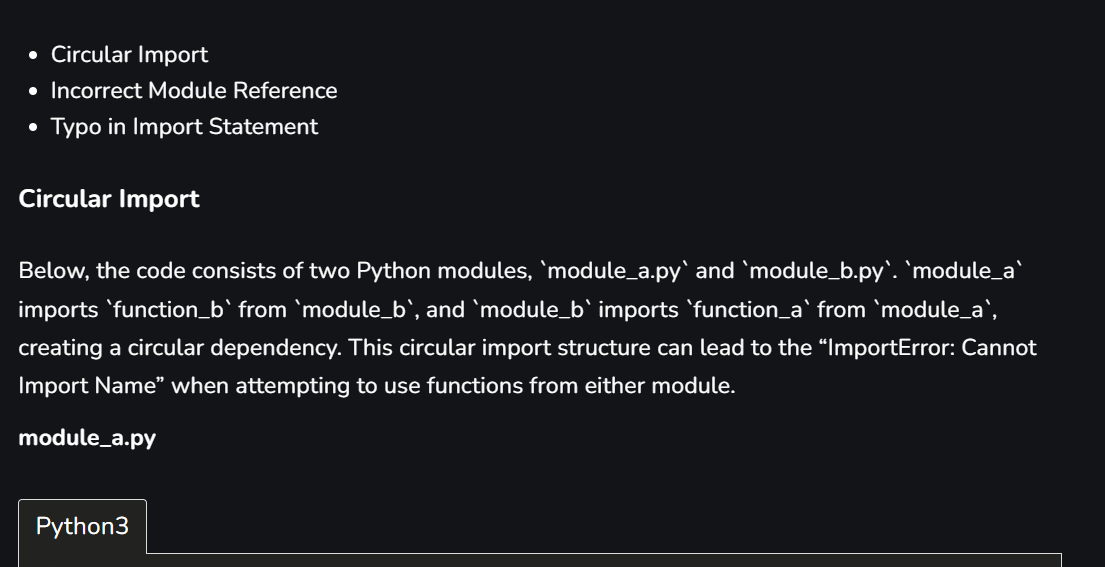 Circular Import
Incorrect Module Reference
Typo in Import Statement
Circular Import
Below, the code consists of two Python modules, `module_a.py` and `module_b.py`. `module_a`
imports `function_b` from `module_b`, and `module_b` imports `function_a` from `module_a`,
creating a circular dependency. This circular import structure can lead to the “ImportError: Cannot
Import Name” when attempting to use functions from either module.
module_a.py
Python3